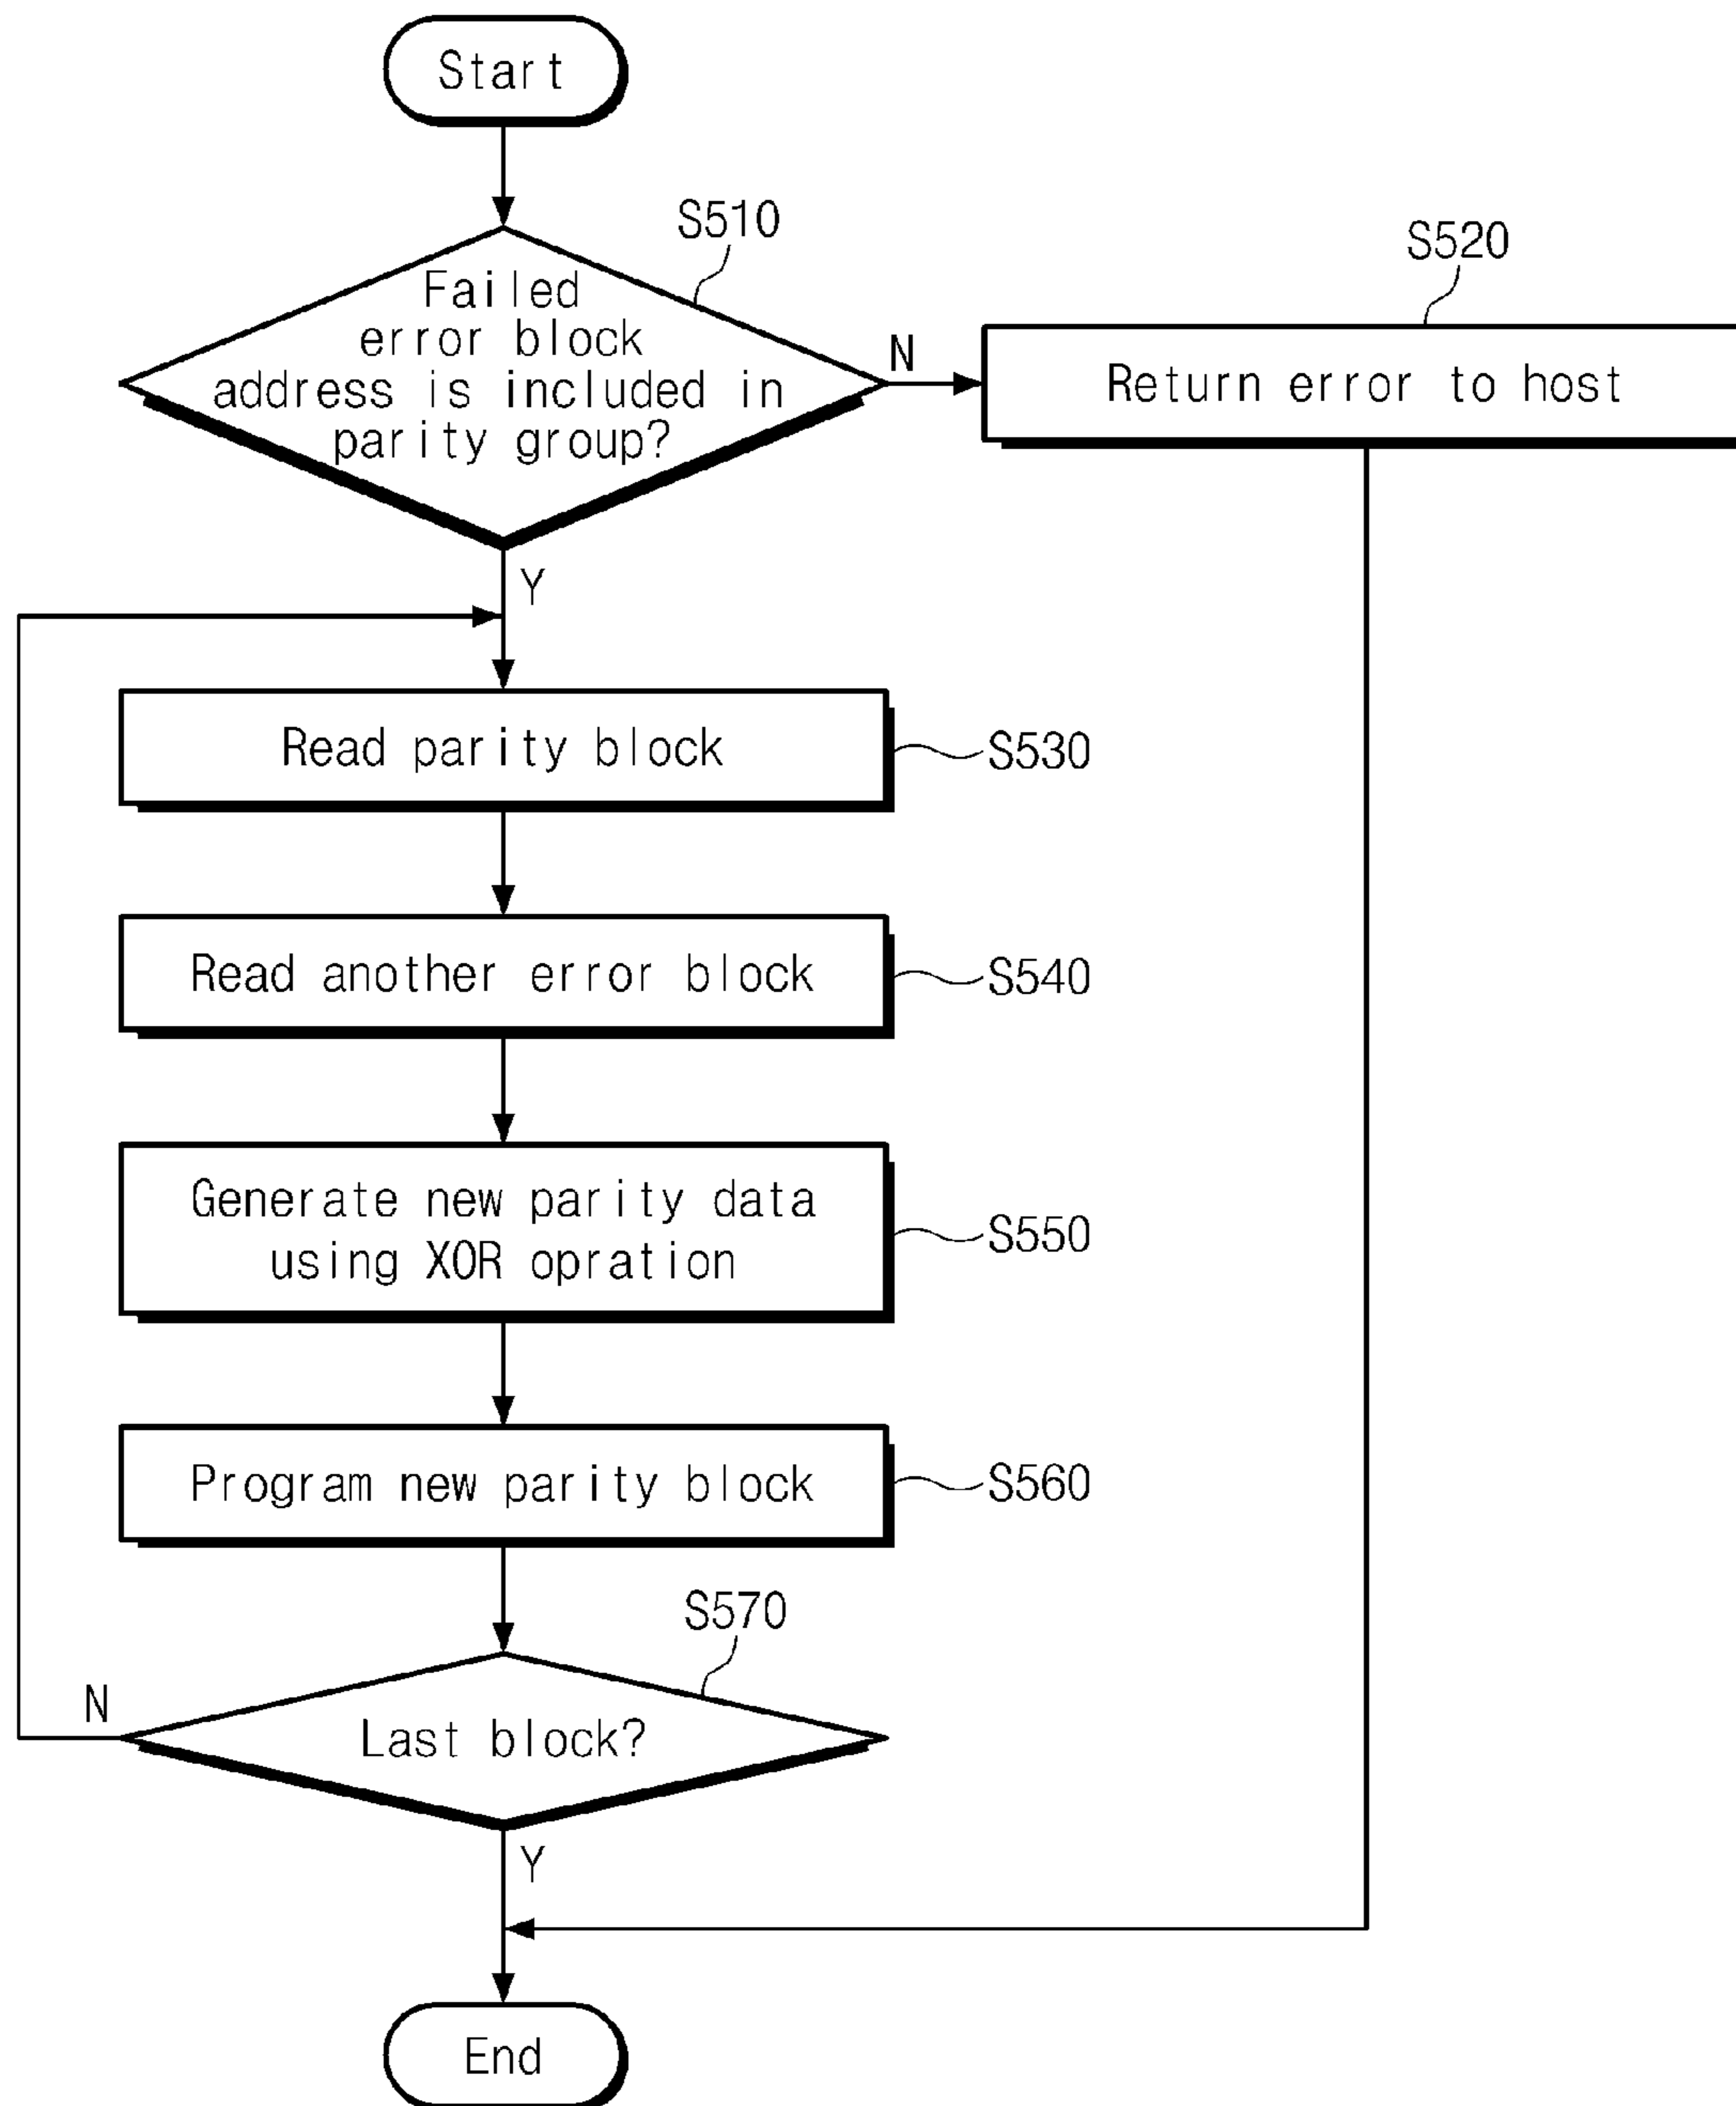 Start
S510
Failed
error block
address is included in
parity group?
N
S520
Return error to host
Y
Read parity block
S530
Read another error block
S540
Generate new parity data
using XOR opration
S550
Program new parity block
S560
S570
N
Last block?
Y
End